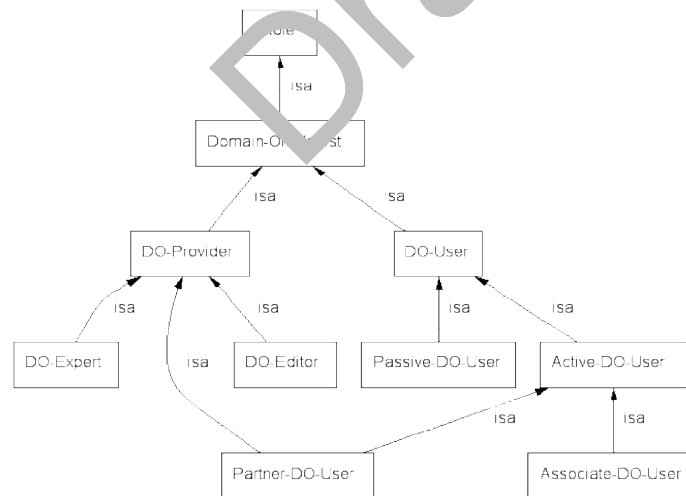 Role
isa
isa
isa
DO-Provider
DO-User
isa
isa
isa
isa
DO-Expert
isa
DO-Editor
Passive-DO-User
Active-DO-User
isa
isa
Partner-DO-User
Associate-DO-User